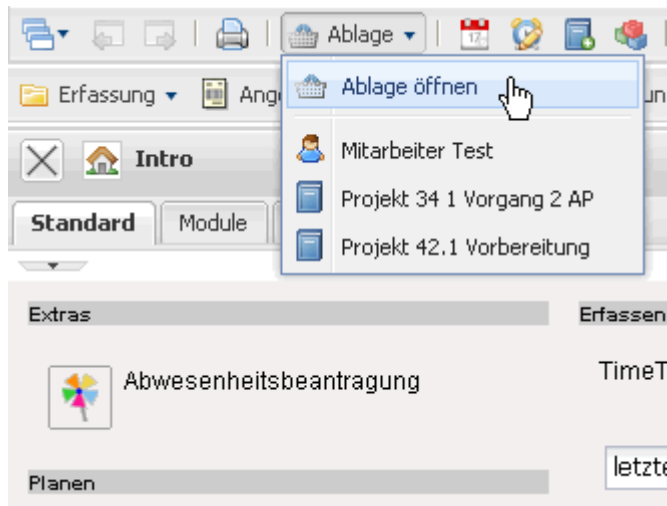 Ablage
12
Erfassung
Ablage öffnen
Intro
Mitarbeiter Test
Projekt 34 1 Vorgang 2 AP
Standard
Module
Projekt 42.1 Vorbereitung
Extras
Erfassen
Abwesenheitsbeantragung
TimeT
letzte
Planen